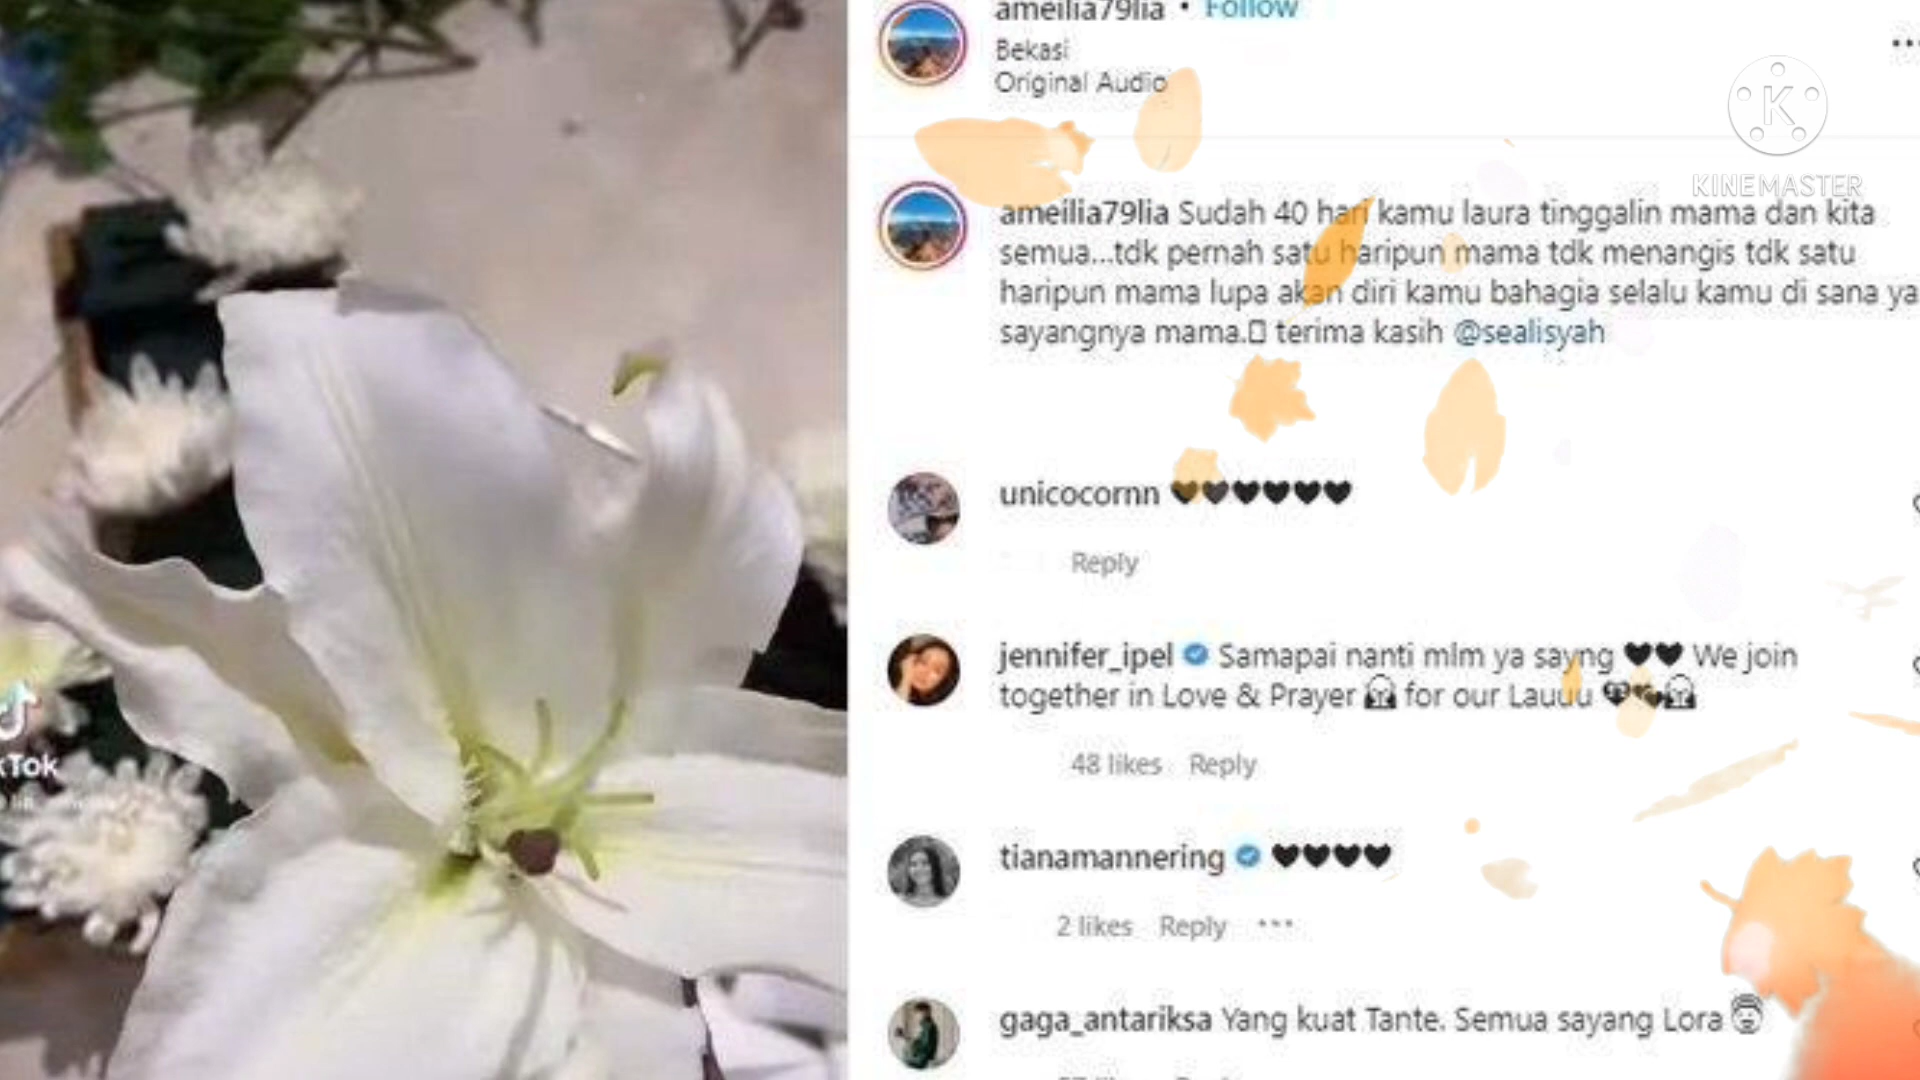 ameilia79lia • Follow
Bekasi
Original Audio
KINEMASTER
ameilia79lia Sudah 40 hari kamu laura tinggalin mama dan kita
semua...tdk pernah satu haripun mama tdk menangis tdk satu
haripun mama lupa akan diri kamu bahagia selalu kamu di sana ya
sayangnya mama. terima kasih @sealisyah
unicocornn 🖤🖤🖤🖤🖤🖤
Reply
jennifer_ipel Samapai nanti mlm ya sayng 🖤🖤 We join
together in Love & Prayer for our Lauuu
48 likes Reply
kTok
tianamannering 🖤🖤🖤🖤
2 likes Reply ...
gaga_antariksa Yang kuat Tante. Semua sayang Lora